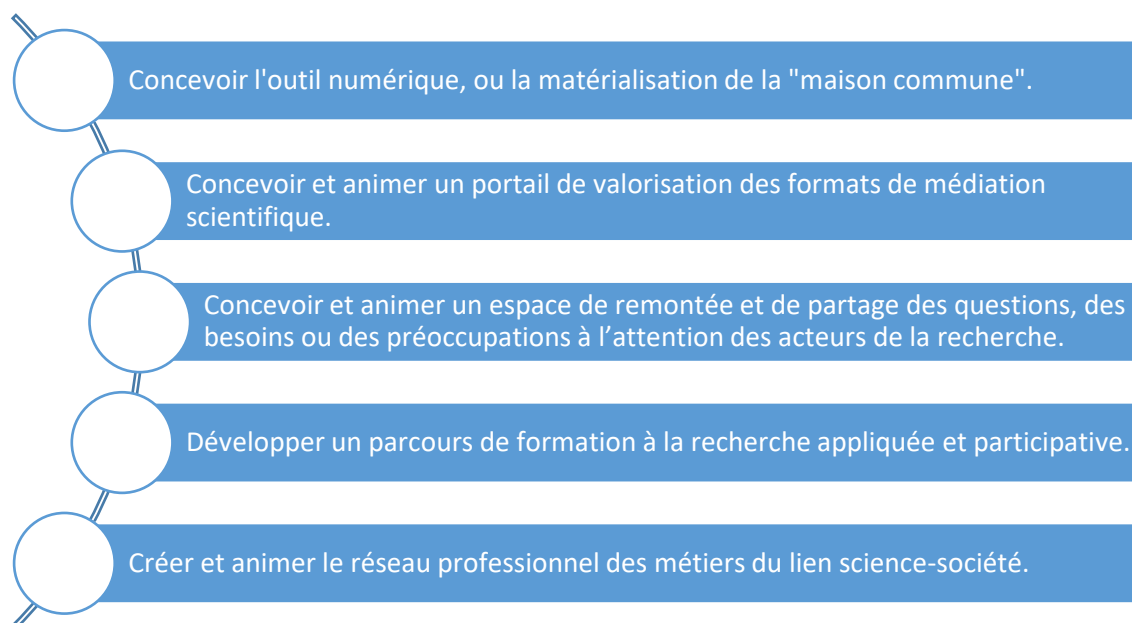 Concevoir l'outil numérique, ou la matérialisation de la "maison commune".
Concevoir et animer un portail de valorisation des formats de médiation
scientifique.
Concevoir et animer un espace de remontée et de partage des questions, des
besoins ou des préoccupations à l’attention des acteurs de la recherche.
Développer un parcours de formation à la recherche appliquée et participative.
Créer et animer le réseau professionnel des métiers du lien science-société.